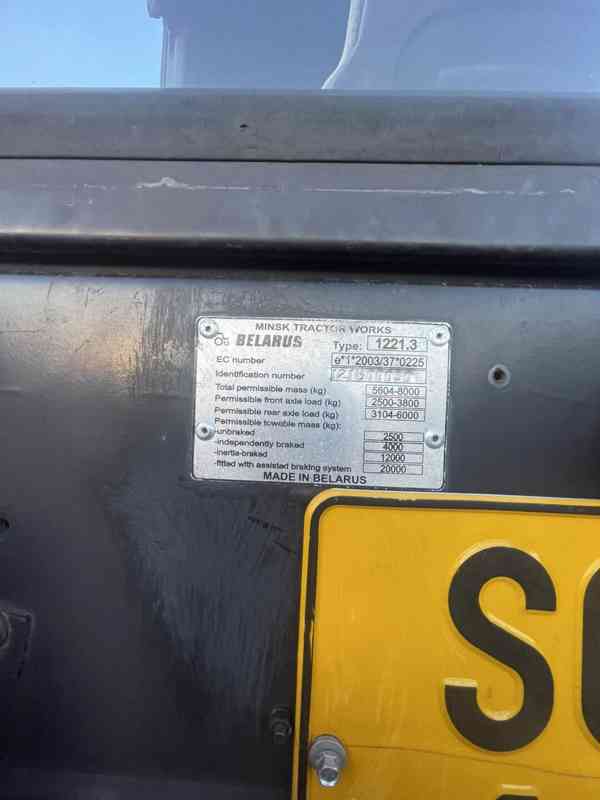 MINSK TRACTOR WORKS
BELARUS Type: 1221.3
EC number e*1*2003/37*0225
Identification number
Total permissible mass (kg) 5604-8000
Permissible front axle load (kg) 2500-3800
Permissible rear axle load (kg) 3104-6000
Permissible towable mass (kg):
-unbraked 2500
-independently braked 4000
-inertia-braked 12000
-fitted with assisted braking system 20000
MADE IN BELARUS
S